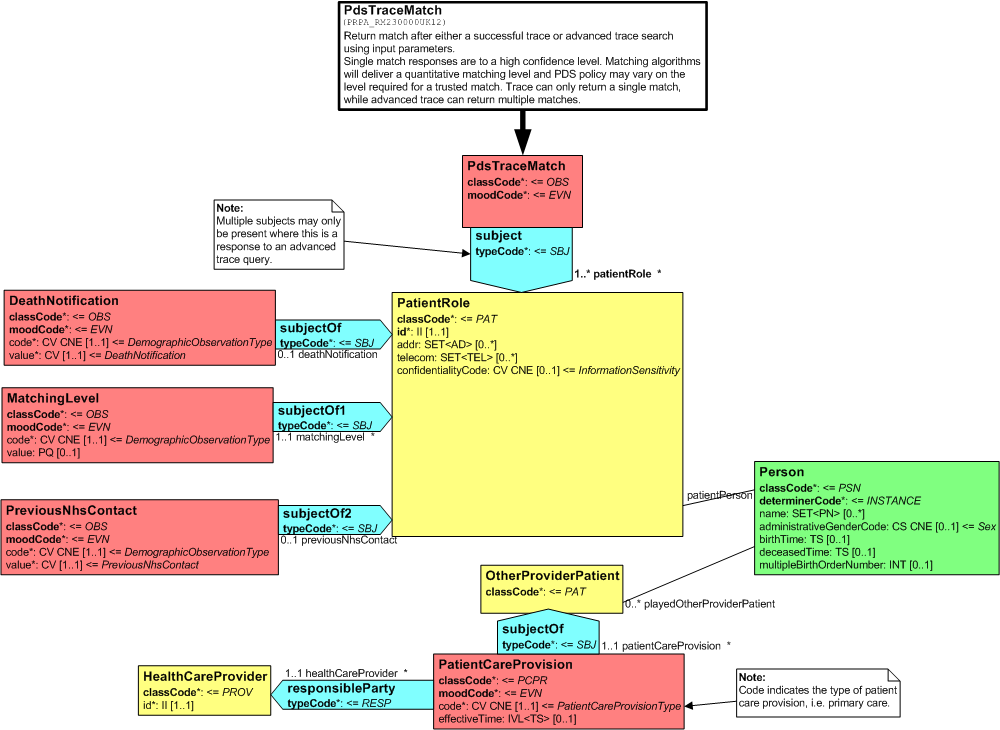 PdsTraceMatch
(PRPA_RM230000UK12)
Return match after either a successful trace or advanced trace search
using input parameters.
Single match responses are to a high confidence level. Matching algorithms
will deliver a quantitative matching level and PDS policy may vary on the
level required for a trusted match. Trace can only return a single match,
while advanced trace can return multiple matches.
PdsTraceMatch
classCode*: <= OBS
moodCode*: <= EVN
Note:
Multiple subjects may only
be present where this is a
response to an advanced
trace query.
subject
typeCode*: <= SBJ
1..* patientRole *
DeathNotification
classCode*: <= OBS
moodCode*: <= EVN
code*: CV CNE [1..1] <= DemographicObservationType
value*: CV [1..1] <= DeathNotification
subjectOf
typeCode*: <= SBJ
0..1 deathNotification
PatientRole
classCode*: <= PAT
id*: II [1..1]
addr: SET<AD> [0..*]
telecom: SET<TEL> [0..*]
confidentialityCode: CV CNE [0..1] <= InformationSensitivity
MatchingLevel
classCode*: <= OBS
moodCode*: <= EVN
code*: CV CNE [1..1] <= DemographicObservationType
value: PQ [0..1]
subjectOf1
typeCode*: <= SBJ
1..1 matchingLevel *
PreviousNhsContact
classCode*: <= OBS
moodCode*: <= EVN
code*: CV CNE [1..1] <= DemographicObservationType
value*: CV [1..1] <= PreviousNhsContact
subjectOf2
typeCode*: <= SBJ
0..1 previousNhsContact
patientPerson
Person
classCode*: <= PSN
determinerCode*: <= INSTANCE
name: SET<PN> [0..*]
administrativeGenderCode: CS CNE [0..1] <= Sex
birthTime: TS [0..1]
deceasedTime: TS [0..1]
multipleBirthOrderNumber: INT [0..1]
OtherProviderPatient
classCode*: <= PAT
0..* playedOtherProviderPatient
subjectOf
typeCode*: <= SBJ
1..1 patientCareProvision *
HealthCareProvider
classCode*: <= PROV
id*: II [1..1]
1..1 healthCareProvider *
responsibleParty
typeCode*: <= RESP
PatientCareProvision
classCode*: <= PCPR
moodCode*: <= EVN
code*: CV CNE [1..1] <= PatientCareProvisionType
effectiveTime: IVL<TS> [0..1]
Note:
Code indicates the type of patient
care provision, i.e. primary care.